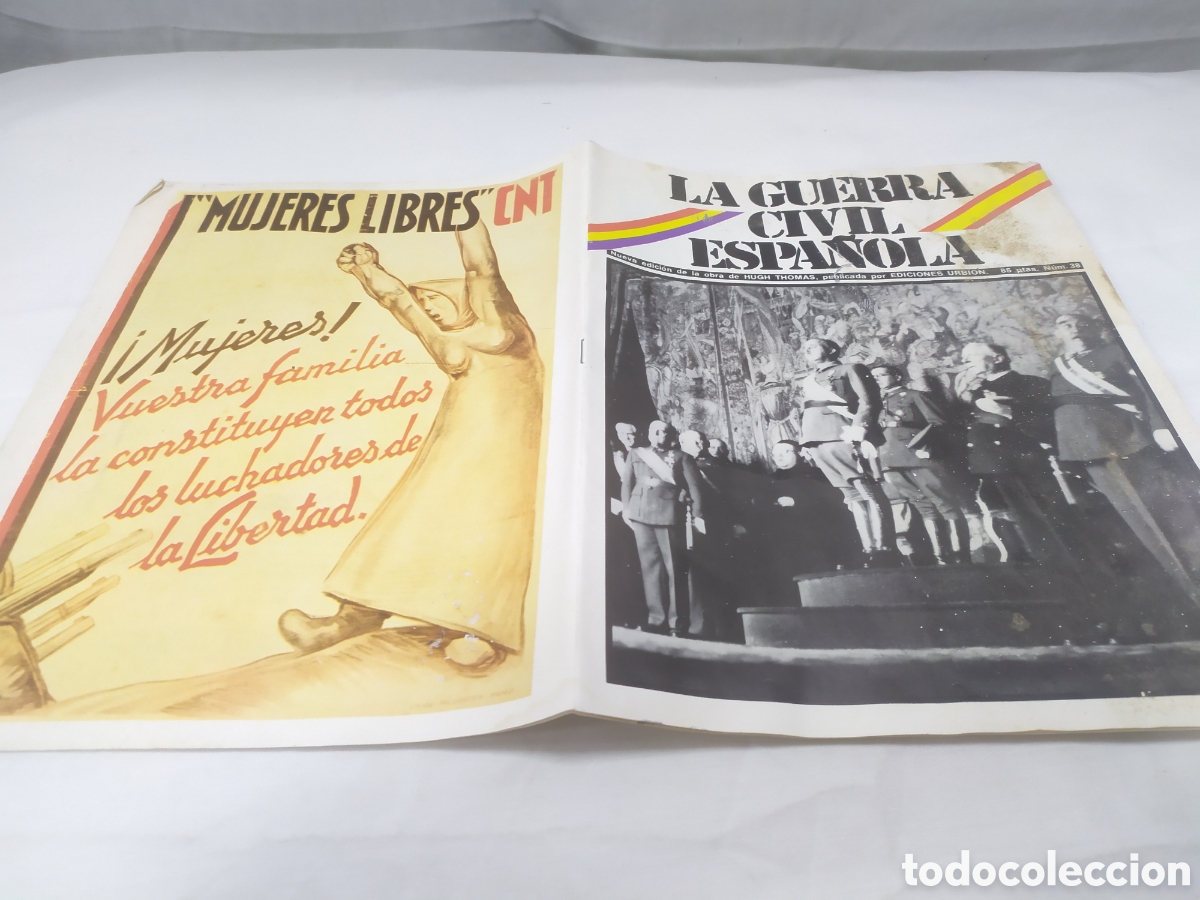 "MUJERES LIBRES" CNT
¡Mujeres!
Vuestra familia
la constituyen todos
los luchadores de
la Libertad.
LA GUERRA
CIVIL
ESPAÑOLA
Nueva edición de la obra de HUGH THOMAS, publicada por EDICIONES URBION. 85 ptas. Núm. 38
todocoleccion